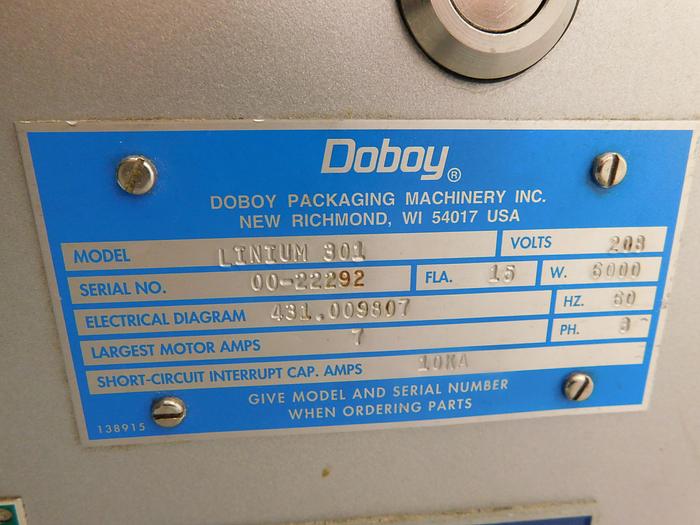 Doboy®
DOBOY PACKAGING MACHINERY INC.
NEW RICHMOND, WI 54017 USA
MODEL LINIUM 301 VOLTS 208
SERIAL NO. 00-22292 FLA. 15 W. 6000
ELECTRICAL DIAGRAM 431.009807 HZ. 60
LARGEST MOTOR AMPS 7 PH. 3
SHORT-CIRCUIT INTERRUPT CAP. AMPS 10KA
GIVE MODEL AND SERIAL NUMBER
WHEN ORDERING PARTS
138915